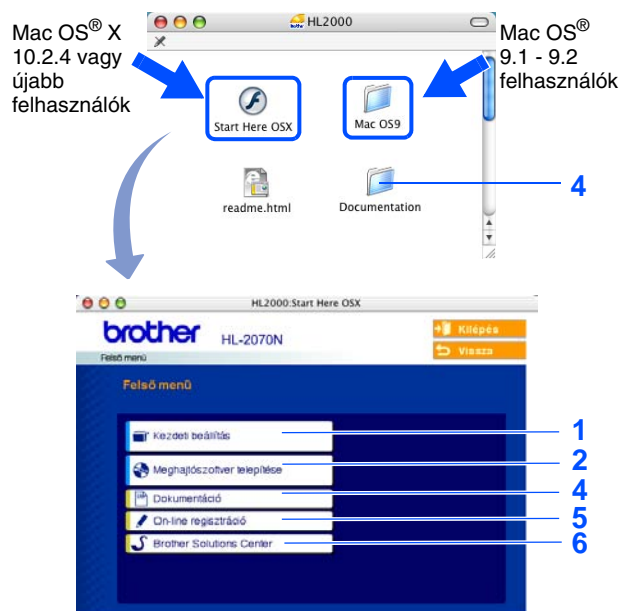 Mac OS® X
10.2.4 vagy
újabb
felhasználók
HL2000
Mac OS®
9.1 - 9.2
felhasználók
Start Here OSX
Mac OS9
readme.html
Documentation
4
HL2000:Start Here OSX
brother HL-2070N
Kilépés
Vissza
Felső menü
Felső menü
Kezdeti beállítás
1
Meghajtószoftver telepítése
2
Dokumentáció
4
On-line regisztráció
5
Brother Solutions Center
6